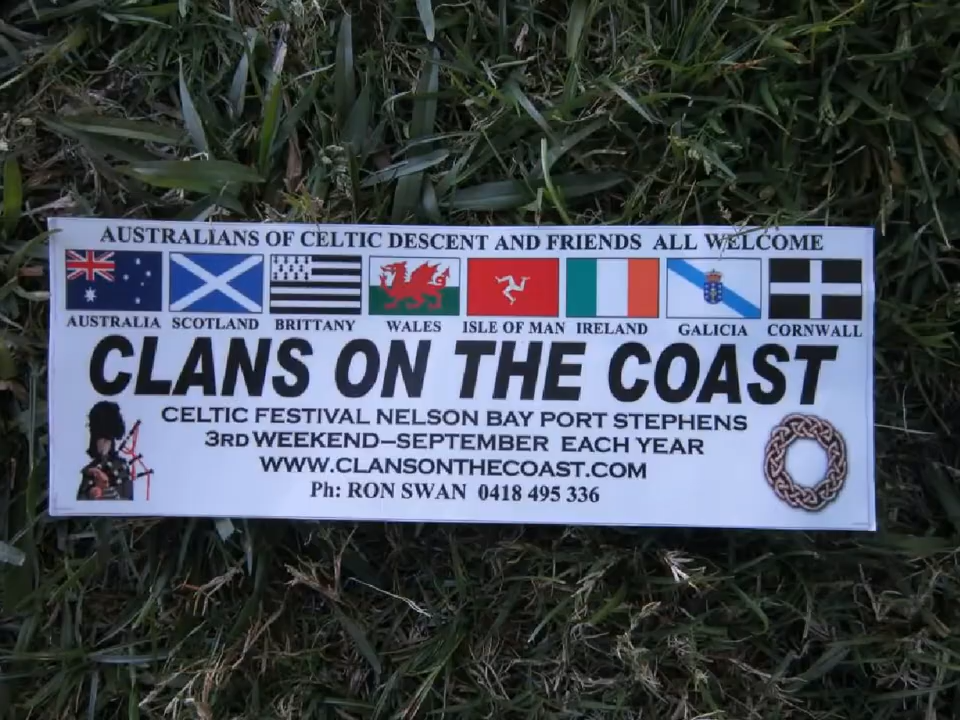 AUSTRALIANS OF CELTIC DESCENT AND FRIENDS ALL WELCOME
AUSTRALIA SCOTLAND BRITTANY WALES ISLE OF MAN IRELAND GALICIA CORNWALL
CLANS ON THE COAST
CELTIC FESTIVAL NELSON BAY PORT STEPHENS
3RD WEEKEND–SEPTEMBER EACH YEAR
WWW.CLANSONTHECOAST.COM
Ph: RON SWAN 0418 495 336